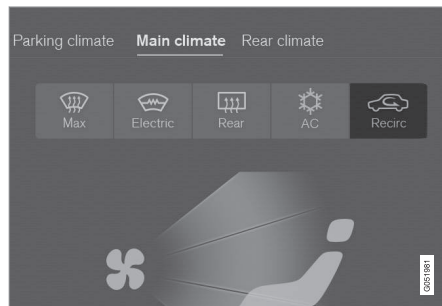 Parking climate Main climate Rear climate
Max Electric Rear AC Recirc
G051981